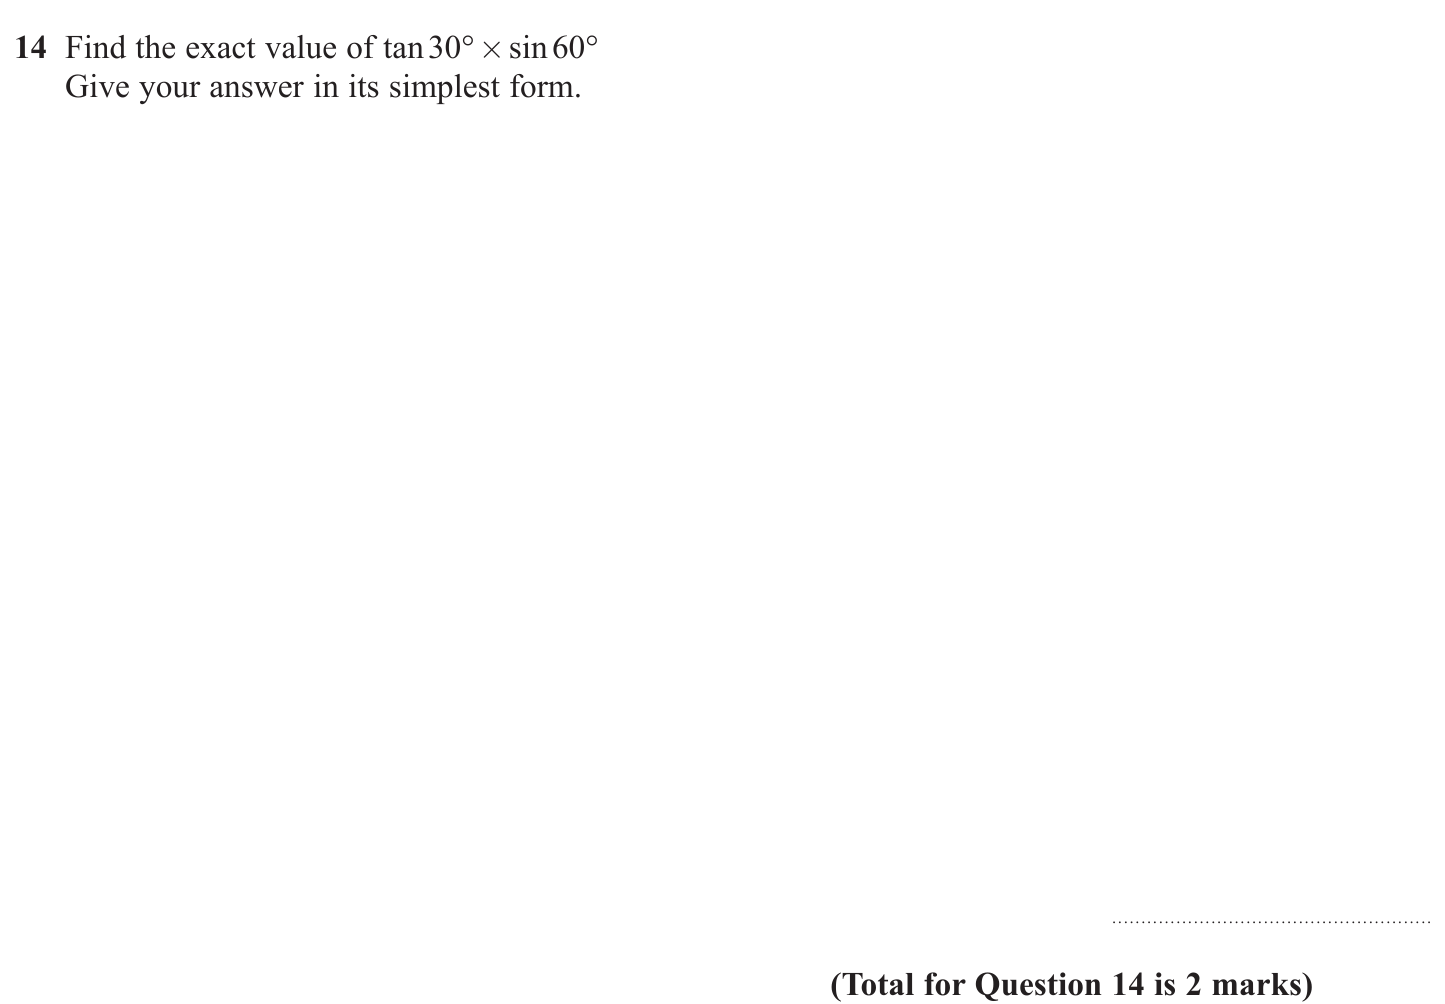 14 Find the exact value of tan 30° × sin 60°
Give your answer in its simplest form.
......................................................
(Total for Question 14 is 2 marks)